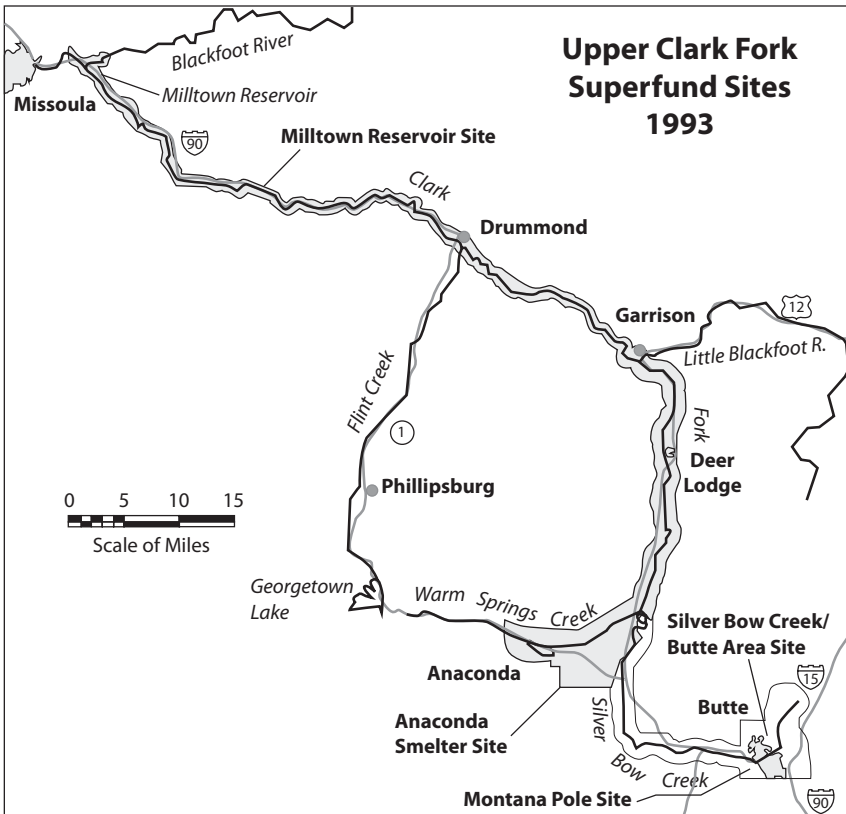 Upper Clark Fork
Superfund Sites
1993
Blackfoot River
Missoula
Milltown Reservoir
90
Milltown Reservoir Site
Clark
Drummond
Garrison
12
Little Blackfoot R.
Flint Creek
1
Fork
Deer
Lodge
Phillipsburg
0 5 10 15
Scale of Miles
Georgetown
Lake
Warm Springs Creek
Silver Bow Creek/
Butte Area Site
15
Anaconda
Butte
Anaconda
Smelter Site
Silver Bow Creek
Montana Pole Site
90